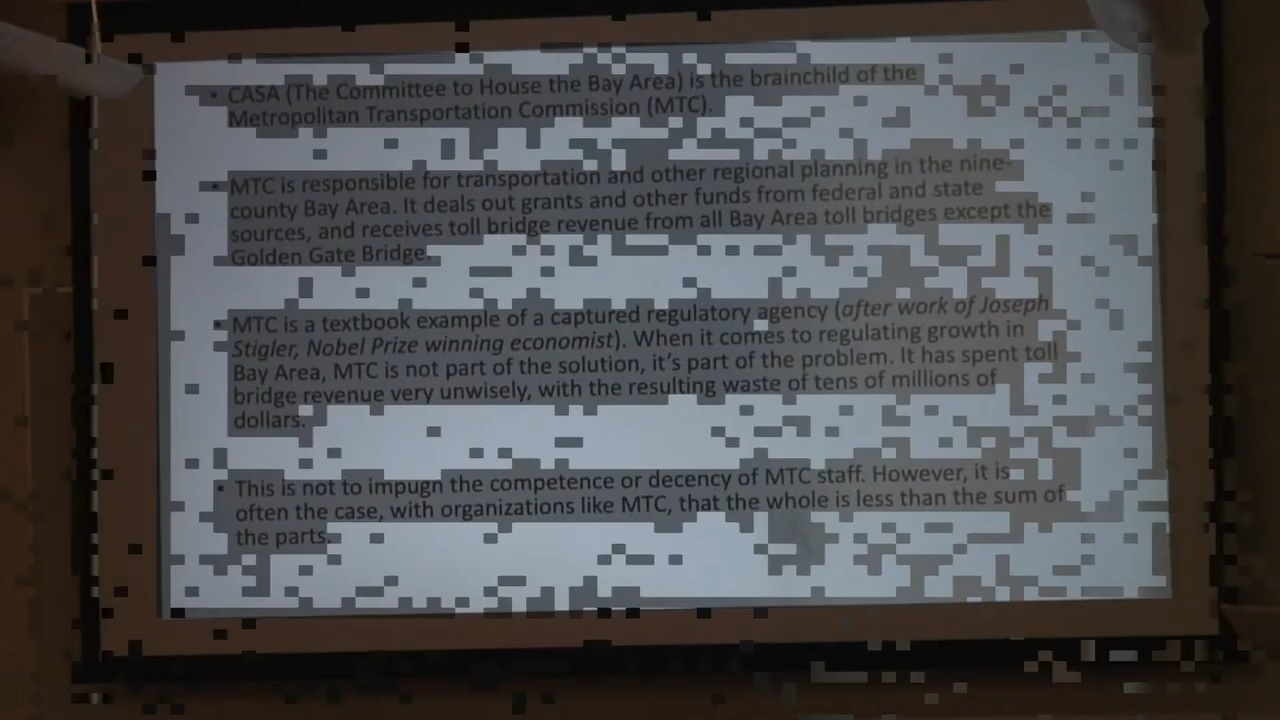 • CASA (The Committee to House the Bay Area) is the brainchild of the
Metropolitan Transportation Commission (MTC).
• MTC is responsible for transportation and other regional planning in the nine-
county Bay Area. It deals out grants and other funds from federal and state
sources, and receives toll bridge revenue from all Bay Area toll bridges except the
Golden Gate Bridge.
• MTC is a textbook example of a captured regulatory agency (after work of Joseph
Stigler, Nobel Prize winning economist). When it comes to regulating growth in
Bay Area, MTC is not part of the solution, it's part of the problem. It has spent toll
bridge revenue very unwisely, with the resulting waste of tens of millions of
dollars.
• This is not to impugn the competence or decency of MTC staff. However, it is
often the case, with organizations like MTC, that the whole is less than the sum of
the parts.